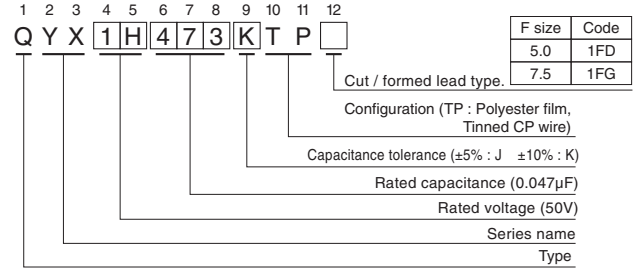 1 2 3 4 5 6 7 8 9 10 11 12
Q Y X 1 H 4 7 3 K T P
F size Code
5.0 1FD
7.5 1FG
Cut / formed lead type.
Configuration (TP : Polyester film,
Tinned CP wire)
Capacitance tolerance (±5% : J ±10% : K)
Rated capacitance (0.047μF)
Rated voltage (50V)
Series name
Type